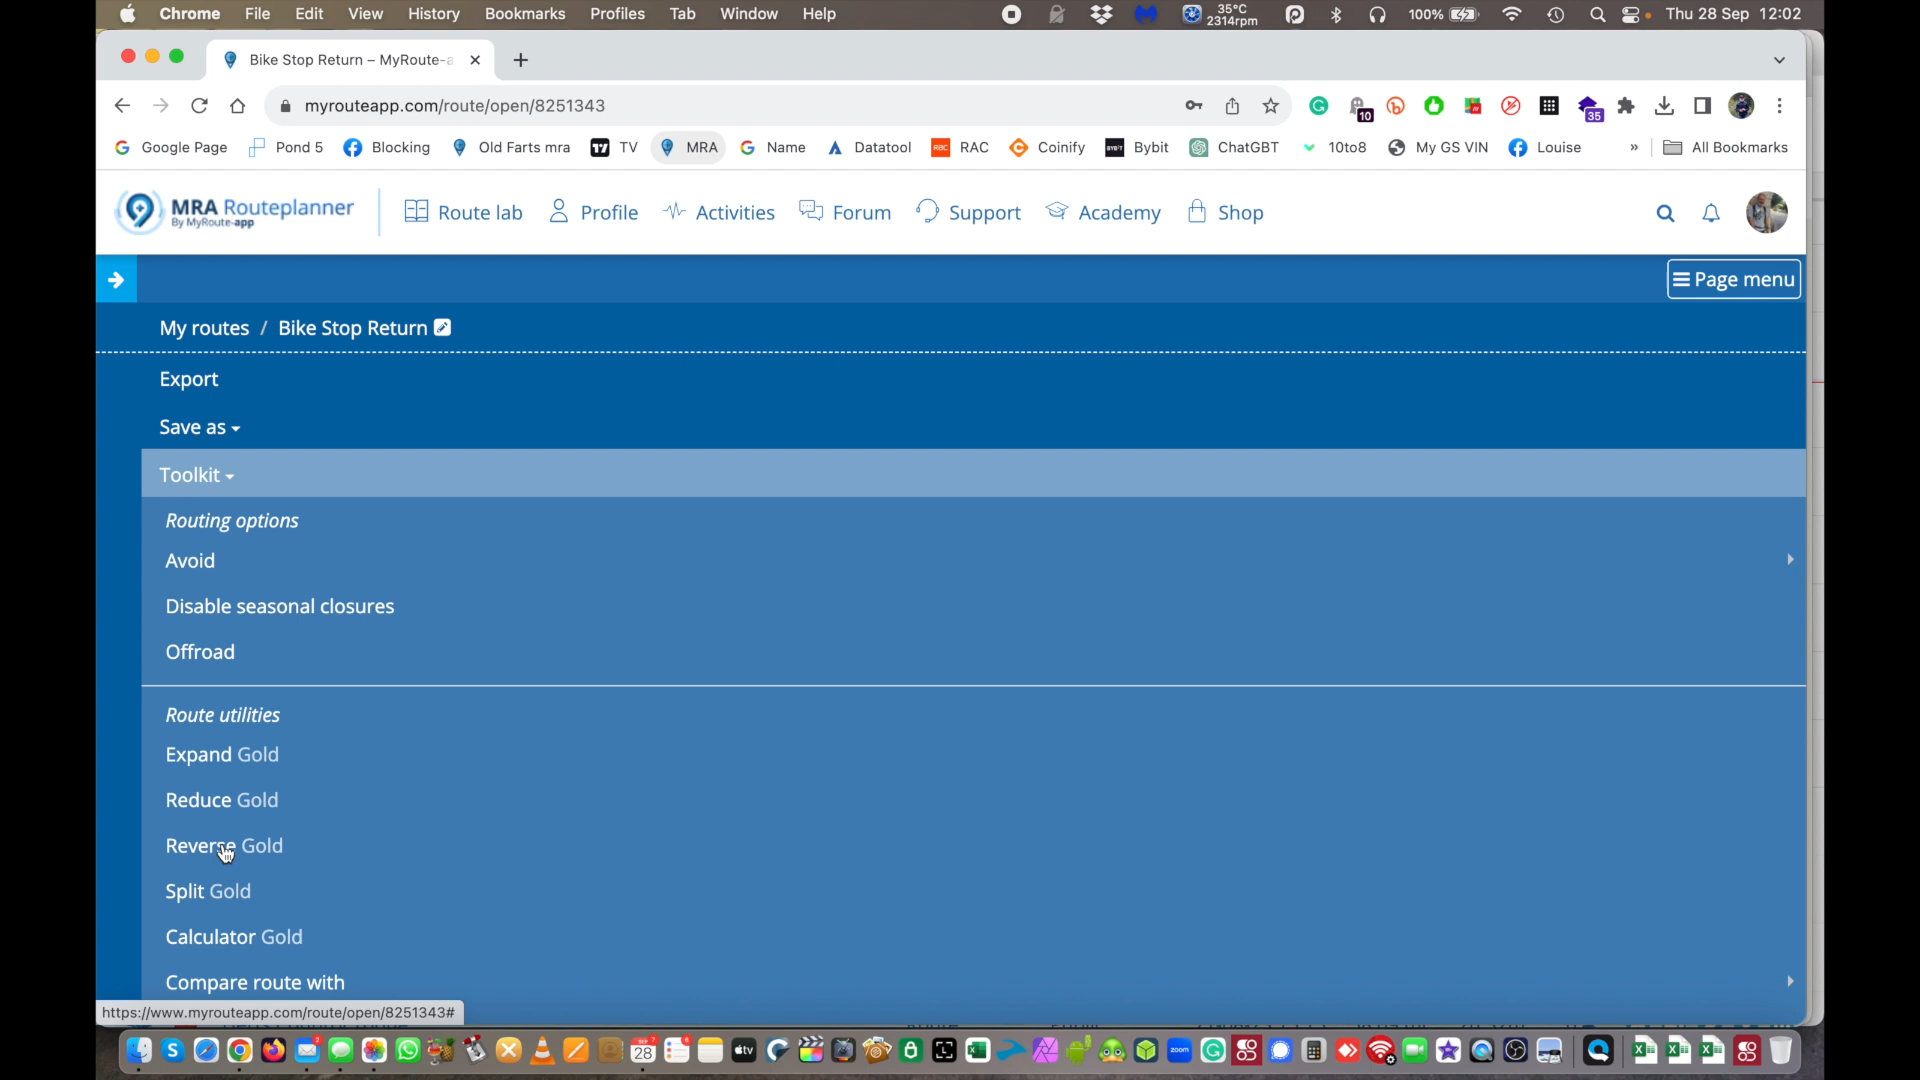 Chrome File Edit View History Bookmarks Profiles Tab Window Help 35°C 2314rpm 100% Thu 28 Sep 12:02
Bike Stop Return – MyRoute-a
myrouteapp.com/route/open/8251343 10 35
Google Page Pond 5 Blocking Old Farts mra TV MRA Name Datatool RAC Coinify Bybit ChatGBT 10to8 My GS VIN Louise » All Bookmarks
MRA Routeplanner
By MyRoute-app
Route lab Profile Activities Forum Support Academy Shop
Page menu
My routes / Bike Stop Return
Export
Save as
Toolkit
Routing options
Avoid
Disable seasonal closures
Offroad
Route utilities
Expand Gold
Reduce Gold
Reverse Gold
Split Gold
Calculator Gold
Compare route with
https://www.myrouteapp.com/route/open/8251343#